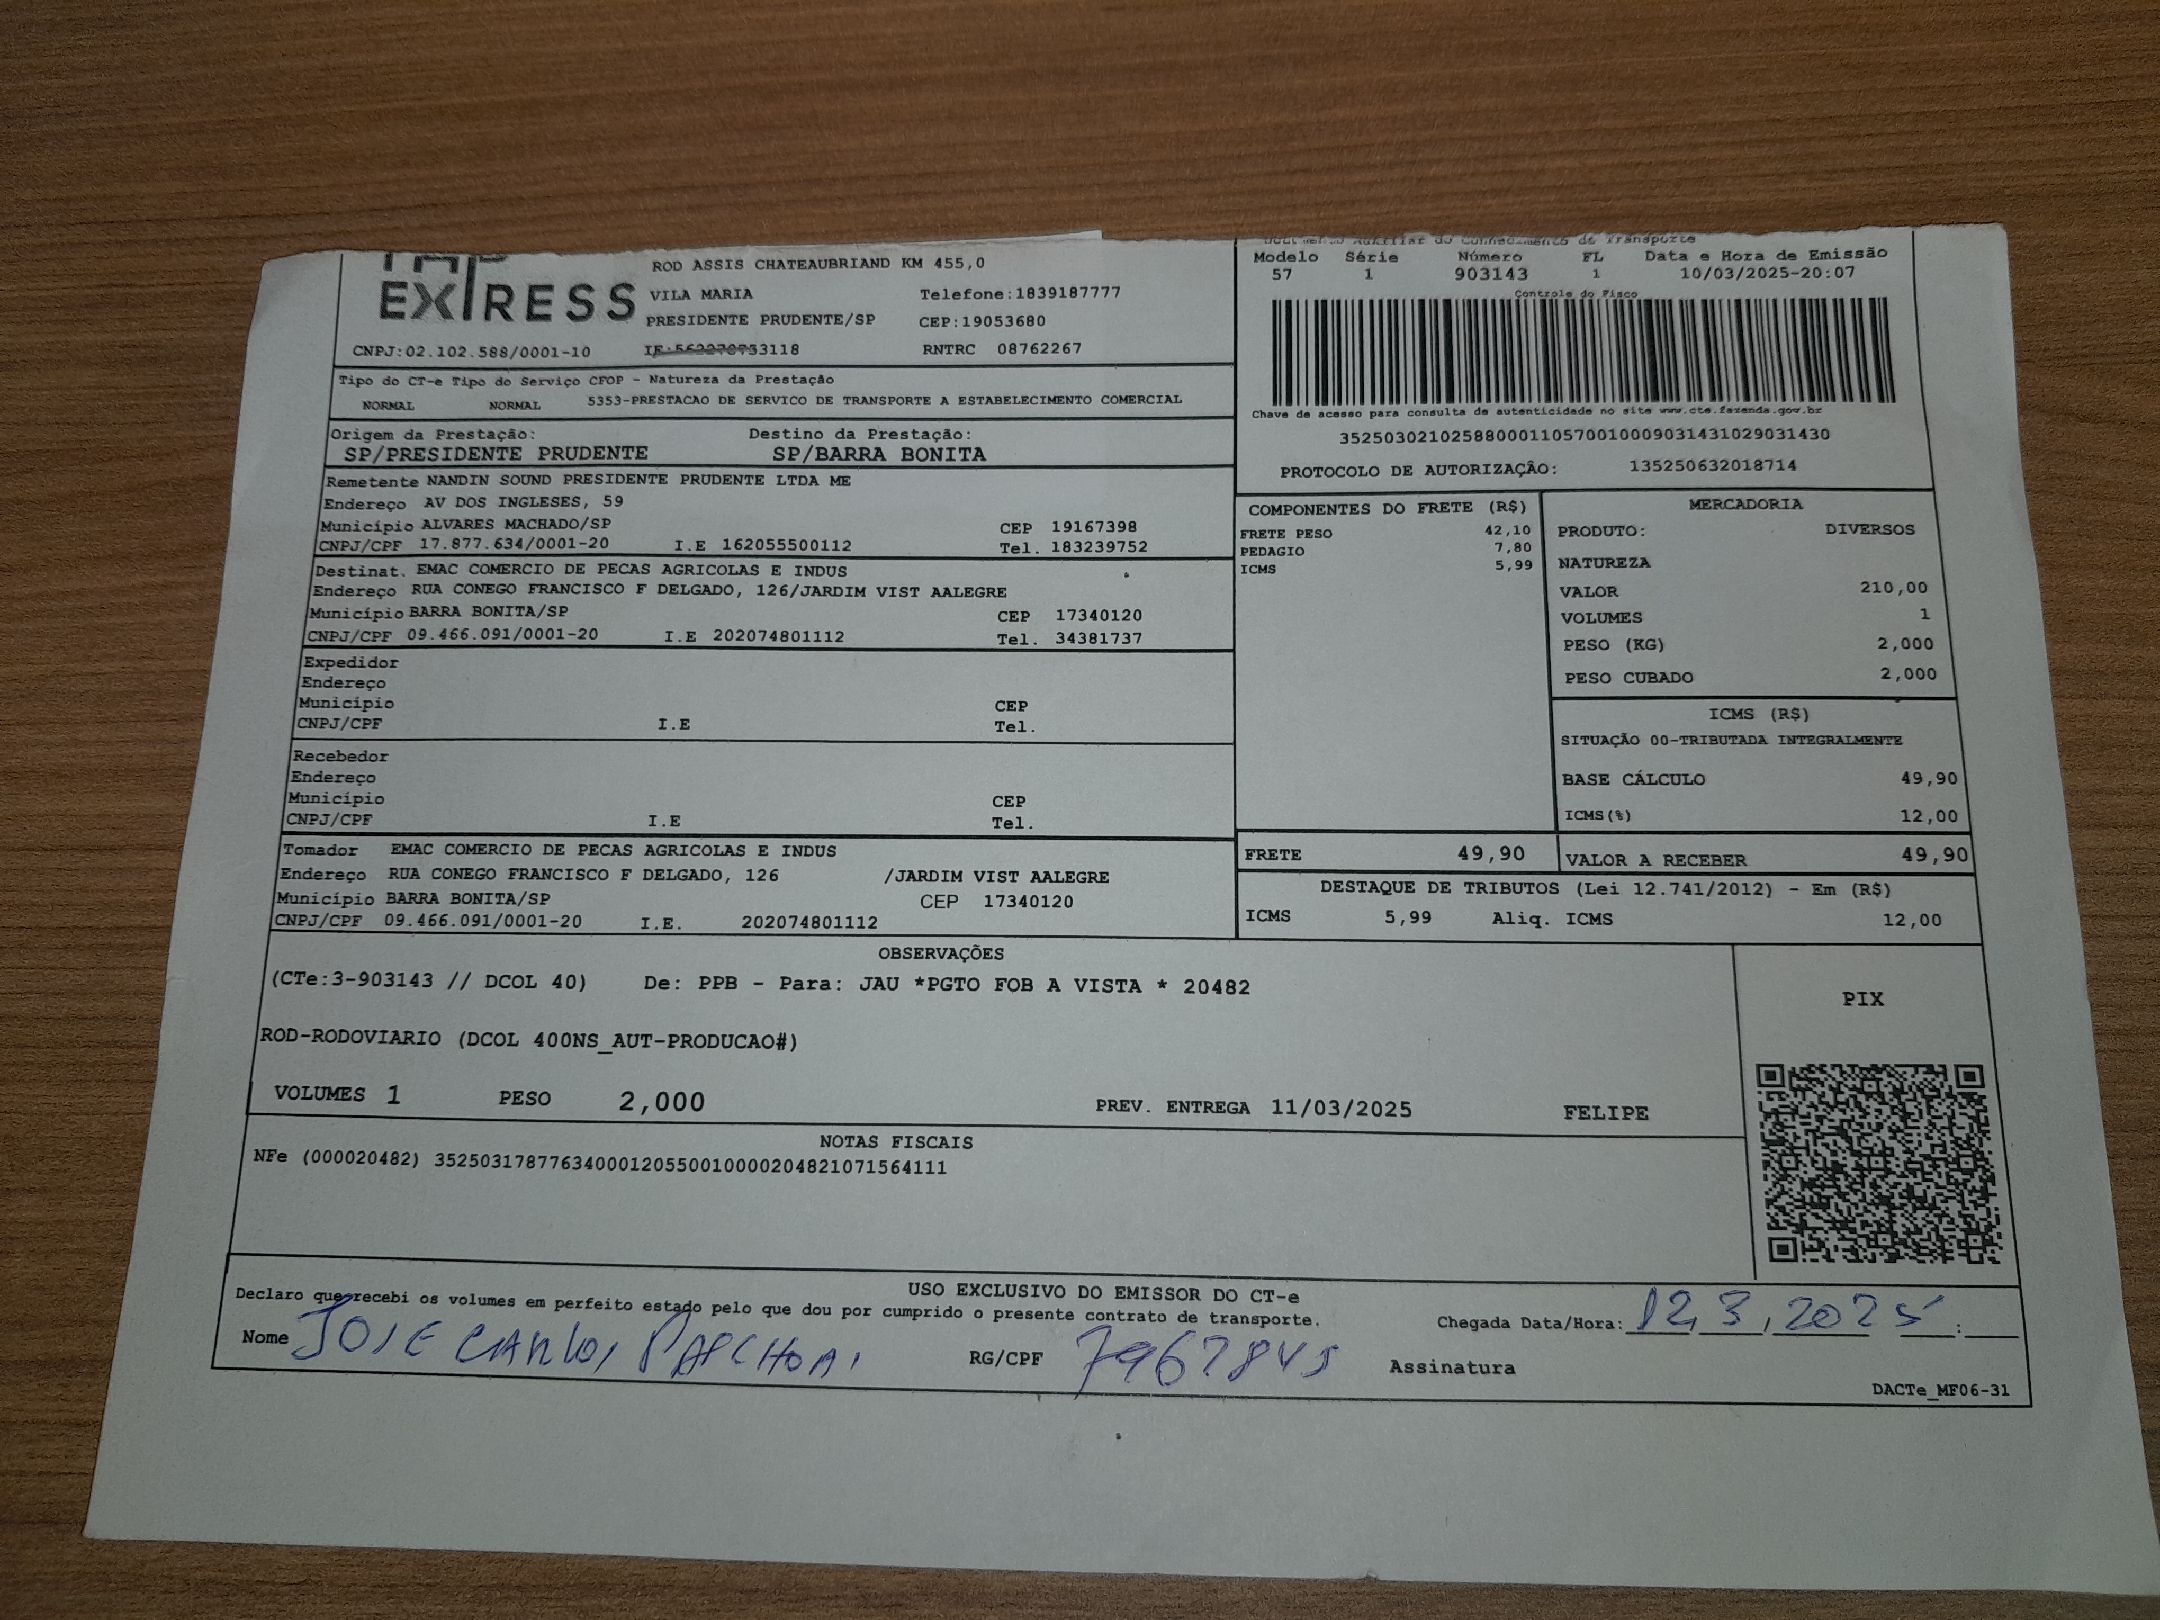 EXPRESS
ROD ASSIS CHATEAUBRIAND KM 455,0
VILA MARIA Telefone:1839187777
PRESIDENTE PRUDENTE/SP CEP:19053680
CNPJ:02.102.588/0001-10 IE:562270753118 RNTRC 08762267
Documento Auxiliar do Conhecimento de Transporte
Modelo Série Número FL Data e Hora de Emissão
57 1 903143 1 10/03/2025-20:07
Controle do Fisco
Chave de acesso para consulta de autenticidade no site www.cte.fazenda.gov.br
35250302102588000110570010009031431029031430
PROTOCOLO DE AUTORIZAÇÃO: 135250632018714
Tipo do CT-e Tipo do Serviço CFOP - Natureza da Prestação
NORMAL NORMAL 5353-PRESTACAO DE SERVICO DE TRANSPORTE A ESTABELECIMENTO COMERCIAL
Origem da Prestação: Destino da Prestação:
SP/PRESIDENTE PRUDENTE SP/BARRA BONITA
Remetente NANDIN SOUND PRESIDENTE PRUDENTE LTDA ME
Endereço AV DOS INGLESES, 59
Município ALVARES MACHADO/SP CEP 19167398
CNPJ/CPF 17.877.634/0001-20 I.E 162055500112 Tel. 183239752
Destinat. EMAC COMERCIO DE PECAS AGRICOLAS E INDUS
Endereço RUA CONEGO FRANCISCO F DELGADO, 126/JARDIM VIST AALEGRE
Município BARRA BONITA/SP CEP 17340120
CNPJ/CPF 09.466.091/0001-20 I.E 202074801112 Tel. 34381737
Expedidor
Endereço
Município CEP
CNPJ/CPF I.E Tel.
Recebedor
Endereço
Município CEP
CNPJ/CPF I.E Tel.
Tomador EMAC COMERCIO DE PECAS AGRICOLAS E INDUS
Endereço RUA CONEGO FRANCISCO F DELGADO, 126 /JARDIM VIST AALEGRE
Município BARRA BONITA/SP CEP 17340120
CNPJ/CPF 09.466.091/0001-20 I.E. 202074801112
COMPONENTES DO FRETE (R$)
FRETE PESO 42,10
PEDAGIO 7,80
ICMS 5,99
MERCADORIA
PRODUTO: DIVERSOS
NATUREZA
VALOR 210,00
VOLUMES 1
PESO (KG) 2,000
PESO CUBADO 2,000
ICMS (R$)
SITUAÇÃO 00-TRIBUTADA INTEGRALMENTE
BASE CÁLCULO 49,90
ICMS(%) 12,00
FRETE 49,90 VALOR A RECEBER 49,90
DESTAQUE DE TRIBUTOS (Lei 12.741/2012) - Em (R$)
ICMS 5,99 Aliq. ICMS 12,00
OBSERVAÇÕES
(CTe:3-903143 // DCOL 40) De: PPB - Para: JAU *PGTO FOB A VISTA * 20482
ROD-RODOVIARIO (DCOL 400NS_AUT-PRODUCAO#)
VOLUMES 1 PESO 2,000 PREV. ENTREGA 11/03/2025 FELIPE
PIX
NOTAS FISCAIS
NFe (000020482) 35250317877634000120550010000204821071564111
USO EXCLUSIVO DO EMISSOR DO CT-e
Declaro que recebi os volumes em perfeito estado pelo que dou por cumprido o presente contrato de transporte.
Chegada Data/Hora: 12,3,2025 :
Nome JOSE CARLOS RG/CPF 7967845 Assinatura
DACTe_MF06-31